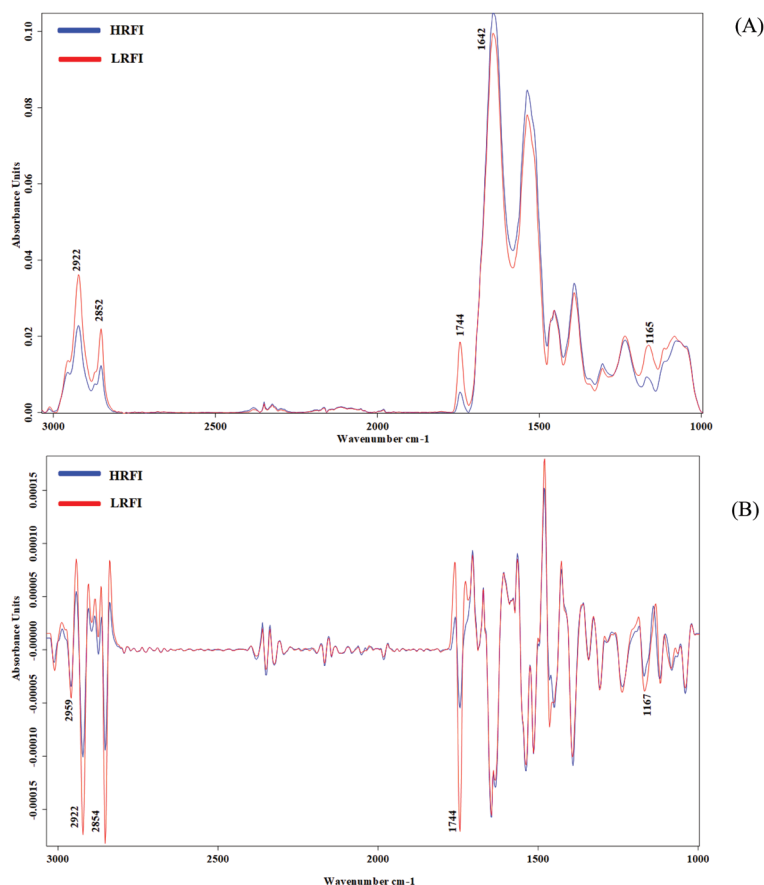 (A)
HRFI
LRFI
Absorbance Units
0.10
0.08
0.06
0.04
0.02
0.00
2922
2852
1744
1642
1165
3000 2500 2000 1500 1000
Wavenumber cm-1
(B)
HRFI
LRFI
Absorbance Units
0.00015
0.00010
0.00005
-0.00000
-0.00005
-0.00010
-0.00015
2959
2922
2854
1744
1167
3000 2500 2000 1500 1000
Wavenumber cm-1